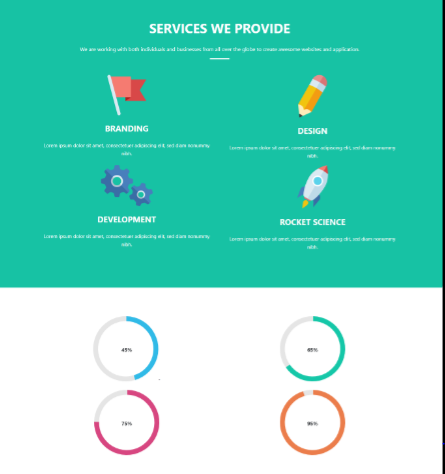 SERVICES WE PROVIDE
We are working with both individuals and businesses from all over the globe to create awesome websites and application.
BRANDING
Lorem ipsum dolor sit amet, consectetuer adipiscing elit, sed diam nonummy
nibh.
DESIGN
Lorem ipsum dolor sit amet, consectetuer adipiscing elit, sed diam nonummy
nibh.
DEVELOPMENT
Lorem ipsum dolor sit amet, consectetuer adipiscing elit, sed diam nonummy
nibh.
ROCKET SCIENCE
Lorem ipsum dolor sit amet, consectetuer adipiscing elit, sed diam nonummy
nibh.
45%
65%
75%
95%